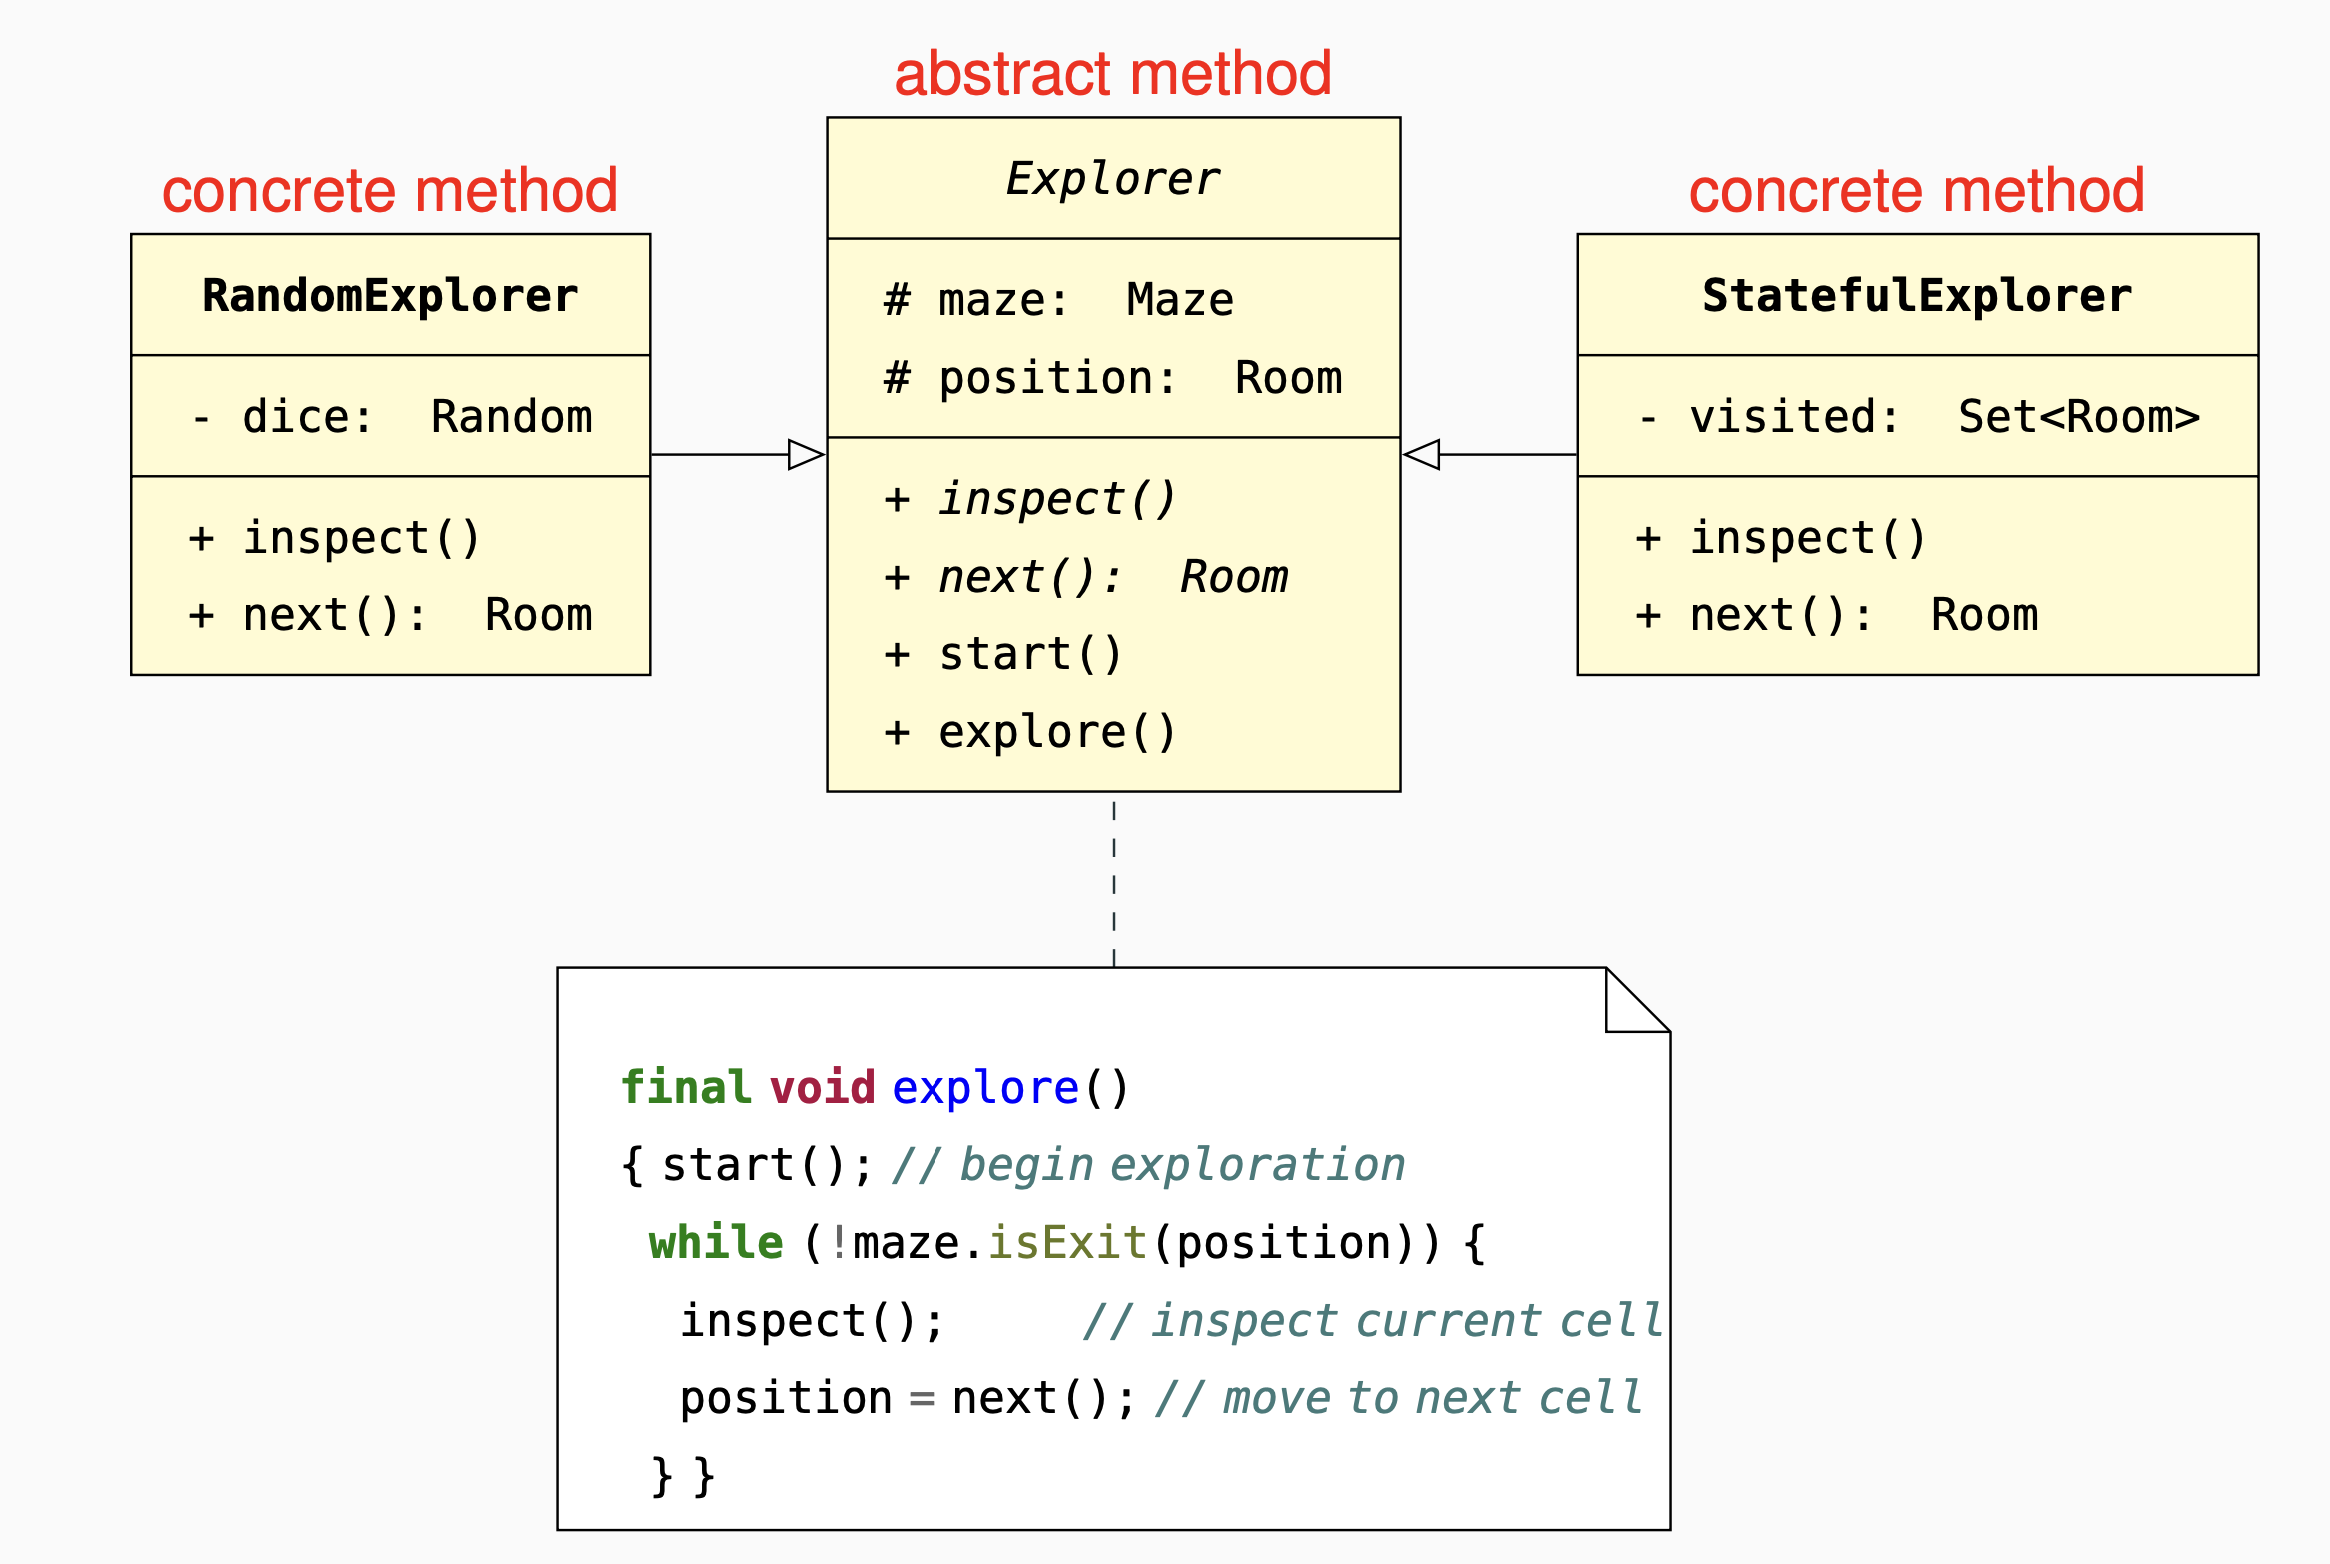 abstract method
concrete method
concrete method
RandomExplorer
- dice: Random
+ inspect()
+ next(): Room
Explorer
# maze: Maze
# position: Room
+ inspect()
+ next(): Room
+ start()
+ explore()
StatefulExplorer
- visited: Set<Room>
+ inspect()
+ next(): Room
final void explore()
{ start(); // begin exploration
while (!maze.isExit(position)) {
inspect(); // inspect current cell
position = next(); // move to next cell
} }